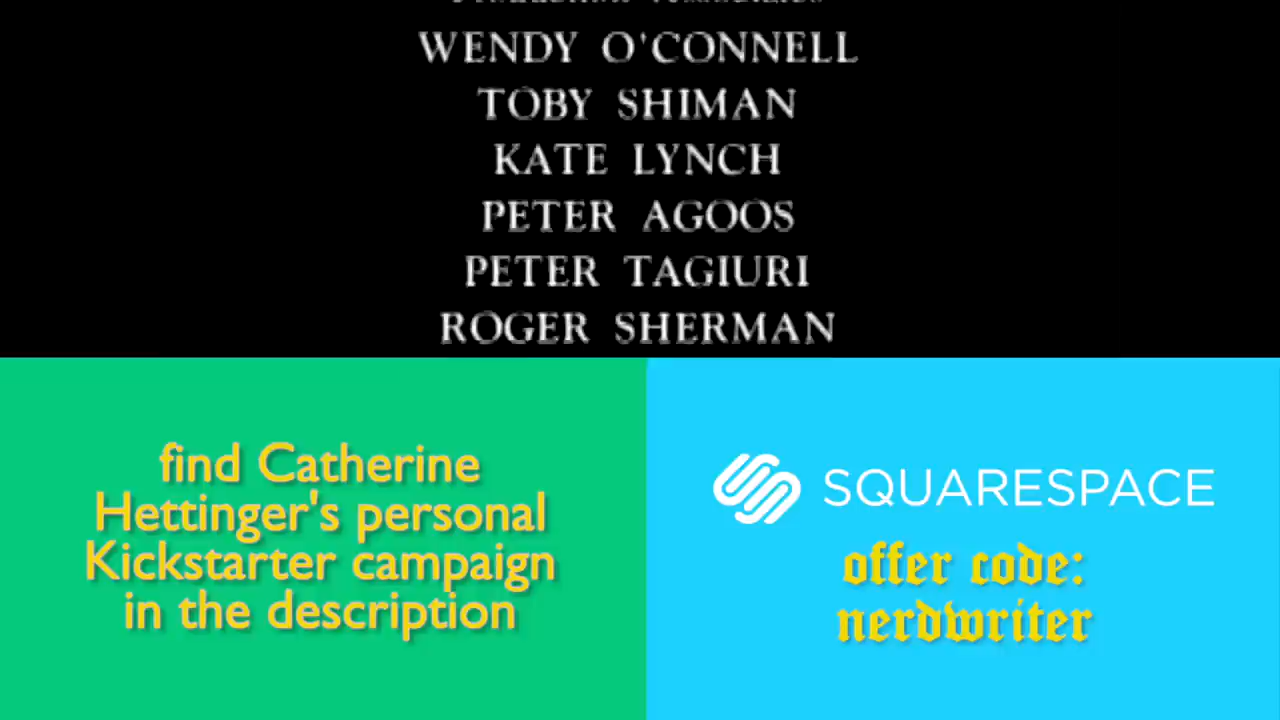 WENDY O'CONNELL
TOBY SHIMAN
KATE LYNCH
PETER AGOOS
PETER TAGIURI
ROGER SHERMAN
find Catherine
Hettinger's personal
Kickstarter campaign
in the description
SQUARESPACE
offer code:
nerdwriter